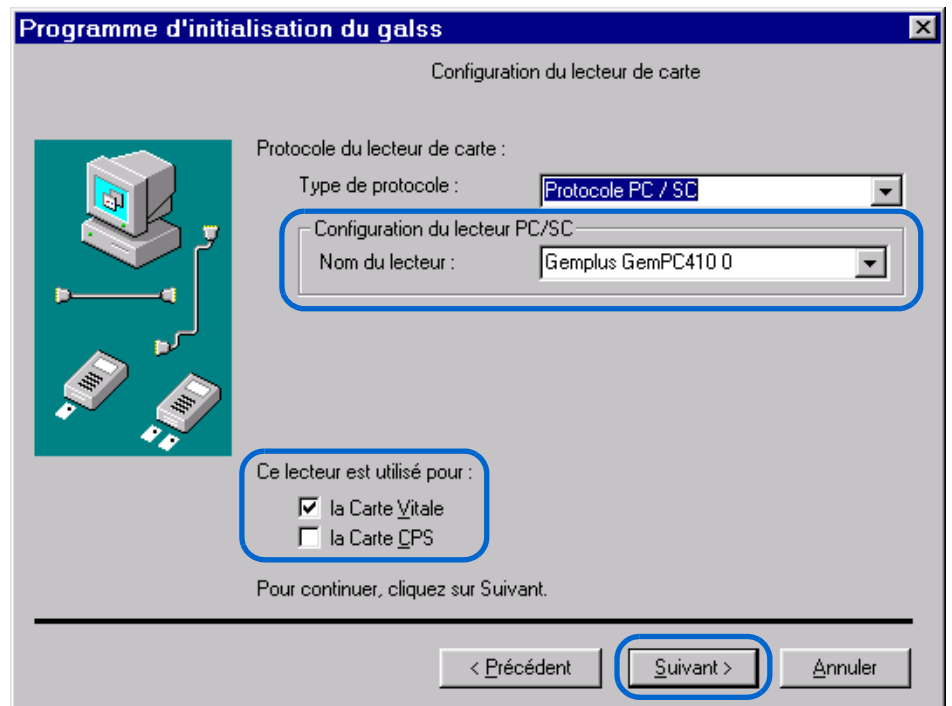 Programme d'initialisation du galss
Configuration du lecteur de carte
Protocole du lecteur de carte :
Type de protocole : Protocole PC / SC
Configuration du lecteur PC/SC
Nom du lecteur : Gemplus GemPC410 0
Ce lecteur est utilisé pour :
la Carte Vitale
la Carte CPS
Pour continuer, cliquez sur Suivant.
< Précédent Suivant > Annuler